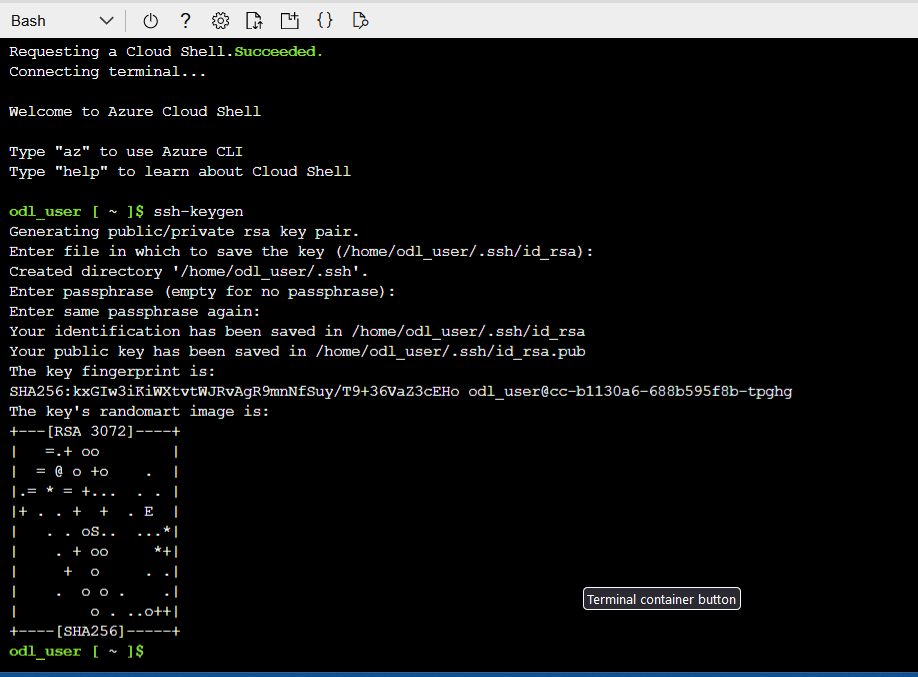 Bash
Requesting a Cloud Shell.Succeeded.
Connecting terminal...
Welcome to Azure Cloud Shell
Type "az" to use Azure CLI
Type "help" to learn about Cloud Shell
odl_user [ ~ ]$ ssh-keygen
Generating public/private rsa key pair.
Enter file in which to save the key (/home/odl_user/.ssh/id_rsa):
Created directory '/home/odl_user/.ssh'.
Enter passphrase (empty for no passphrase):
Enter same passphrase again:
Your identification has been saved in /home/odl_user/.ssh/id_rsa
Your public key has been saved in /home/odl_user/.ssh/id_rsa.pub
The key fingerprint is:
SHA256:kxGIw3iKiWXtvtWJRvAgR9mnNfSuy/T9+36VaZ3cEHo odl_user@cc-b1130a6-688b595f8b-tpghg
The key's randomart image is:
+---[RSA 3072]----+
|   =.+ oo        |
|  = @ o +o    .  |
|.= * = +...  . . |
|+ . . +  +  . E  |
|   . . oS..  ...*|
|    . + oo     *+|
|     +  o     . .|
|    .  o o .    .|
|        o . ..o++|
+----[SHA256]-----+
odl_user [ ~ ]$
Terminal container button